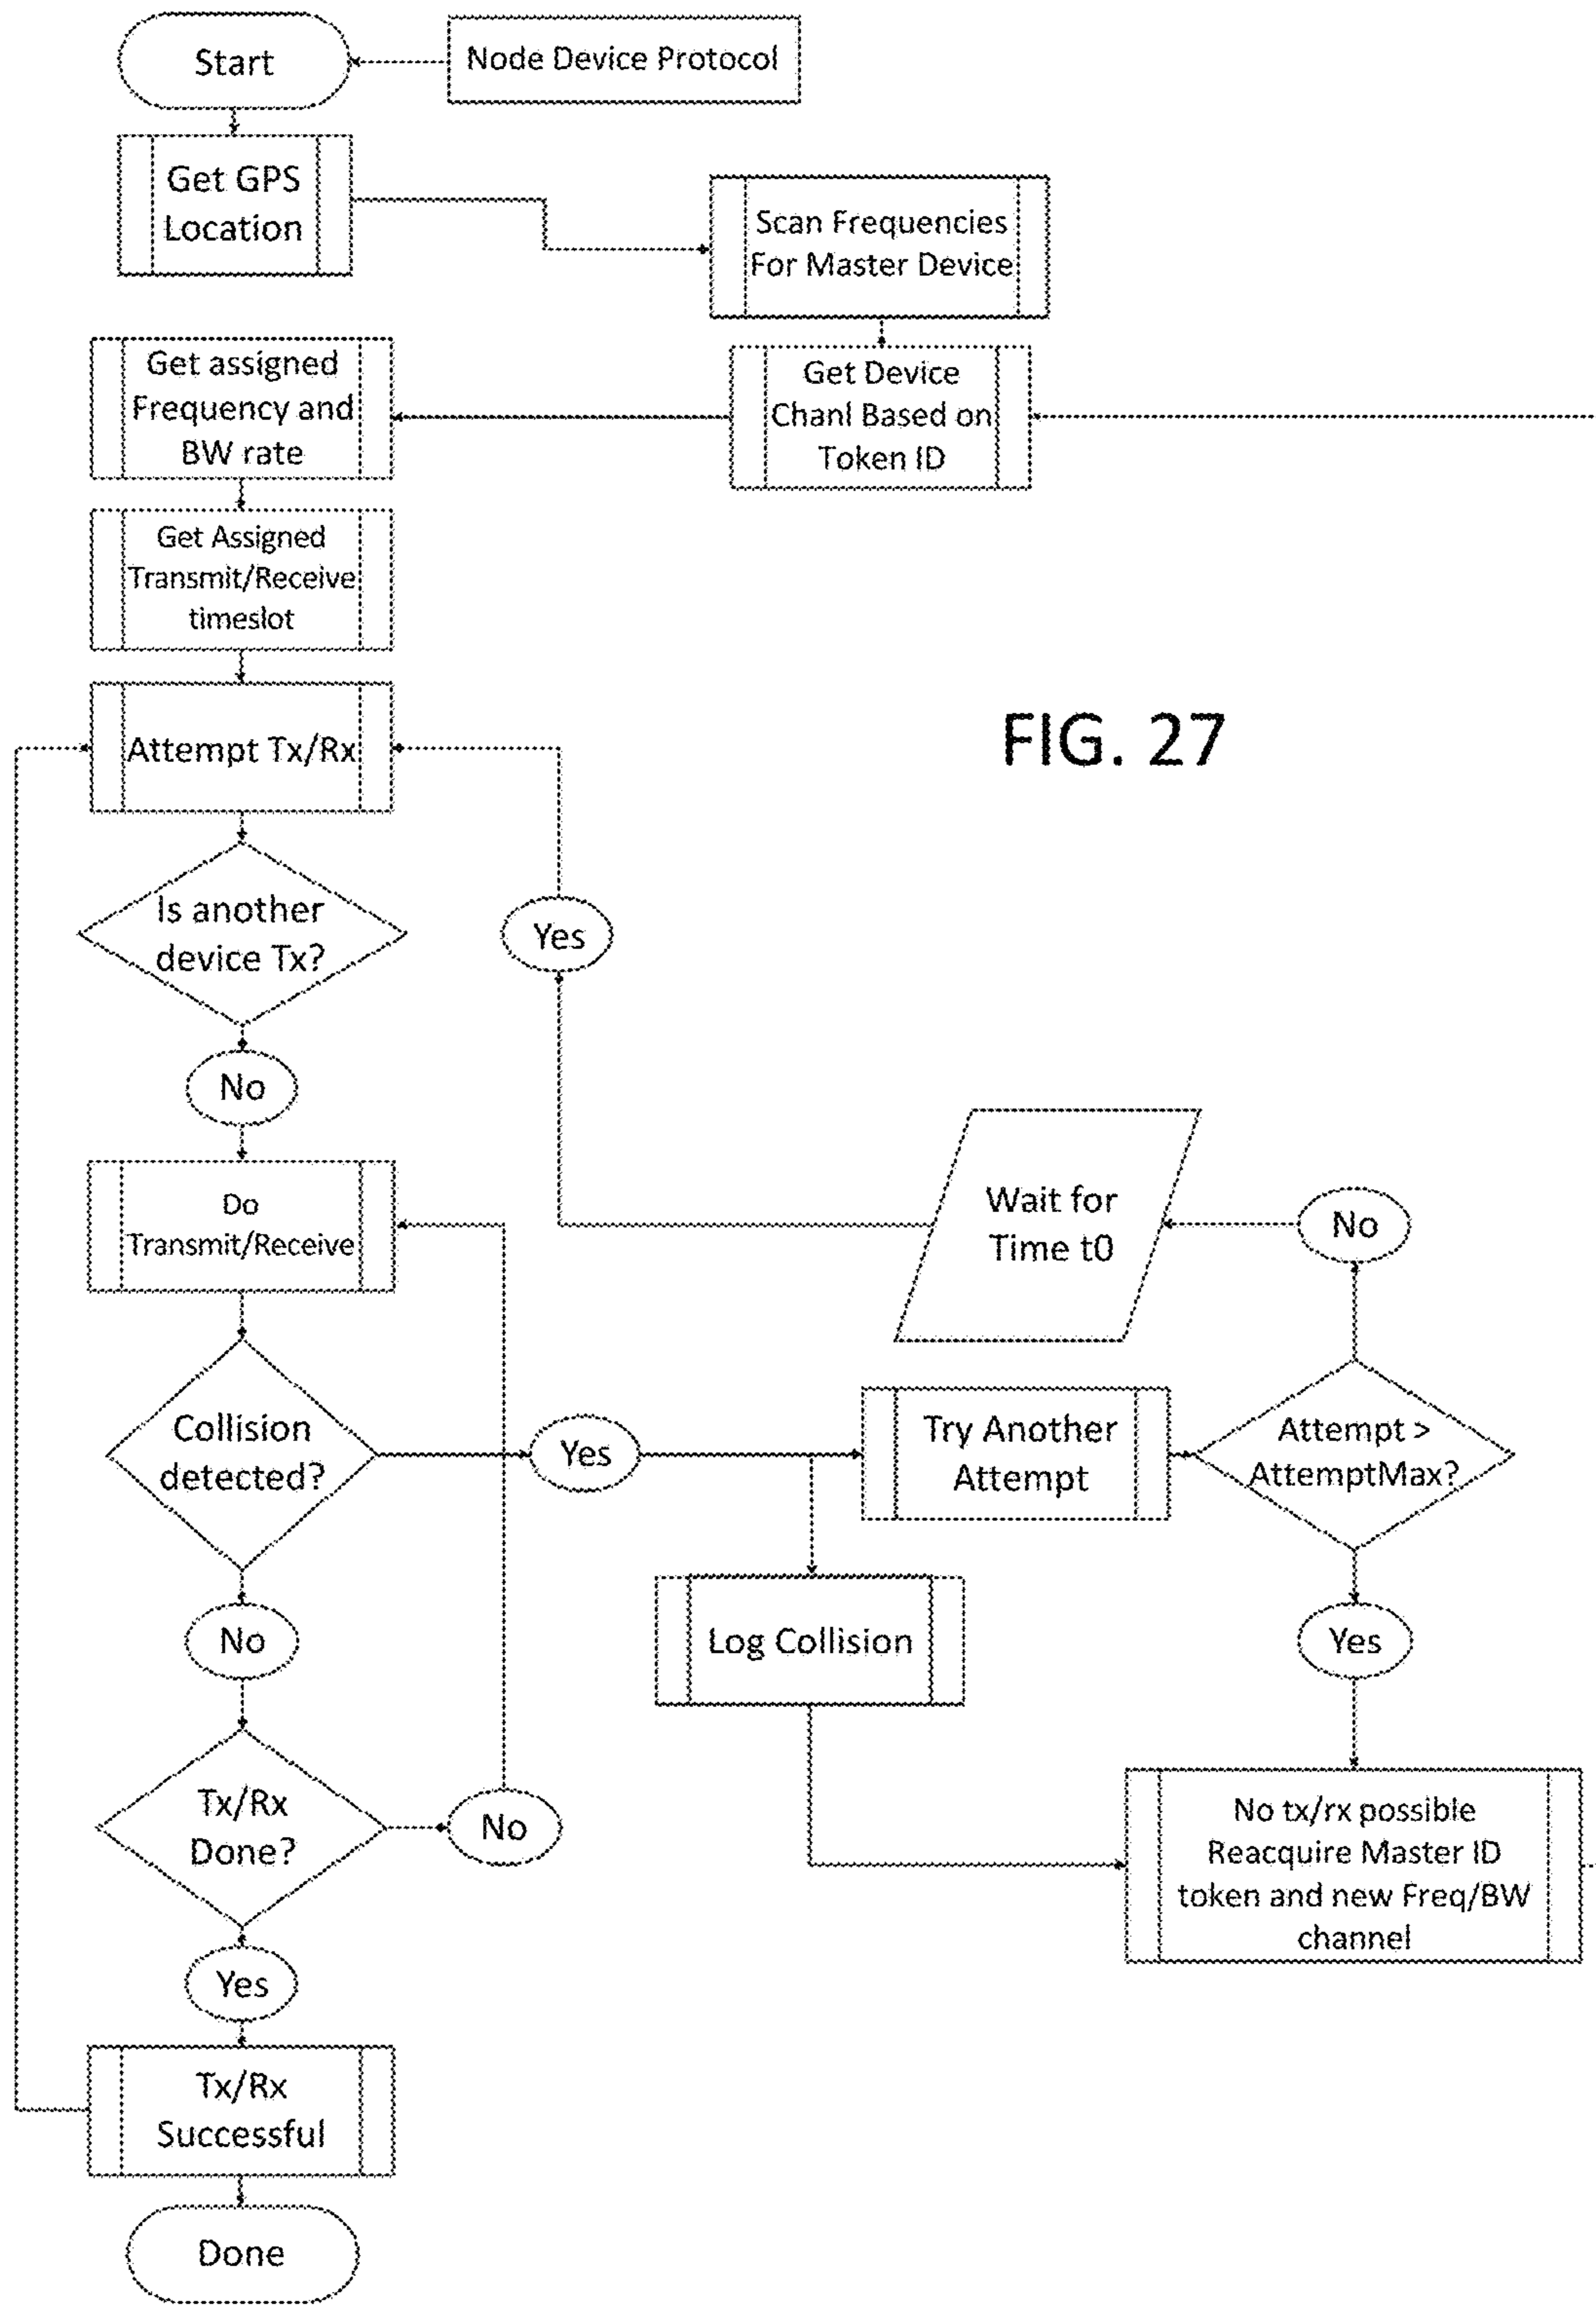 Start
Node Device Protocol
Get GPS
Location
Scan Frequencies
For Master Device
Get assigned
Frequency and
BW rate
Get Device
Chanl Based on
Token ID
Get Assigned
Transmit/Receive
timeslot
Attempt Tx/Rx
FIG. 27
Is another
device Tx?
Yes
No
Do
Transmit/Receive
Wait for
Time t0
No
Collision
detected?
Yes
Try Another
Attempt
Attempt >
AttemptMax?
No
Log Collision
Yes
Tx/Rx
Done?
No
No tx/rx possible
Reacquire Master ID
token and new Freq/BW
channel
Yes
Tx/Rx
Successful
Done